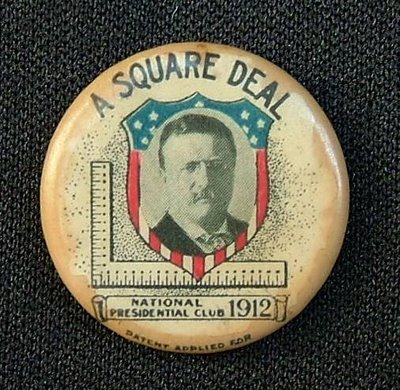 A SQUARE DEAL
NATIONAL
PRESIDENTIAL CLUB 1912
PATENT APPLIED FOR